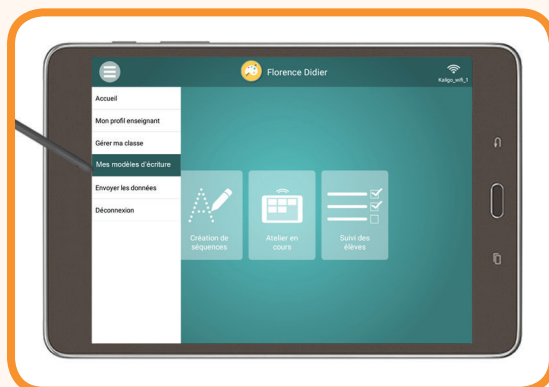 Florence Didier
Kaligo_wifi_1
Accueil
Mon profil enseignant
Gérer ma classe
Mes modèles d'écriture
Envoyer les données
Déconnexion
Création de séquences
Atelier en cours
Suivi des élèves